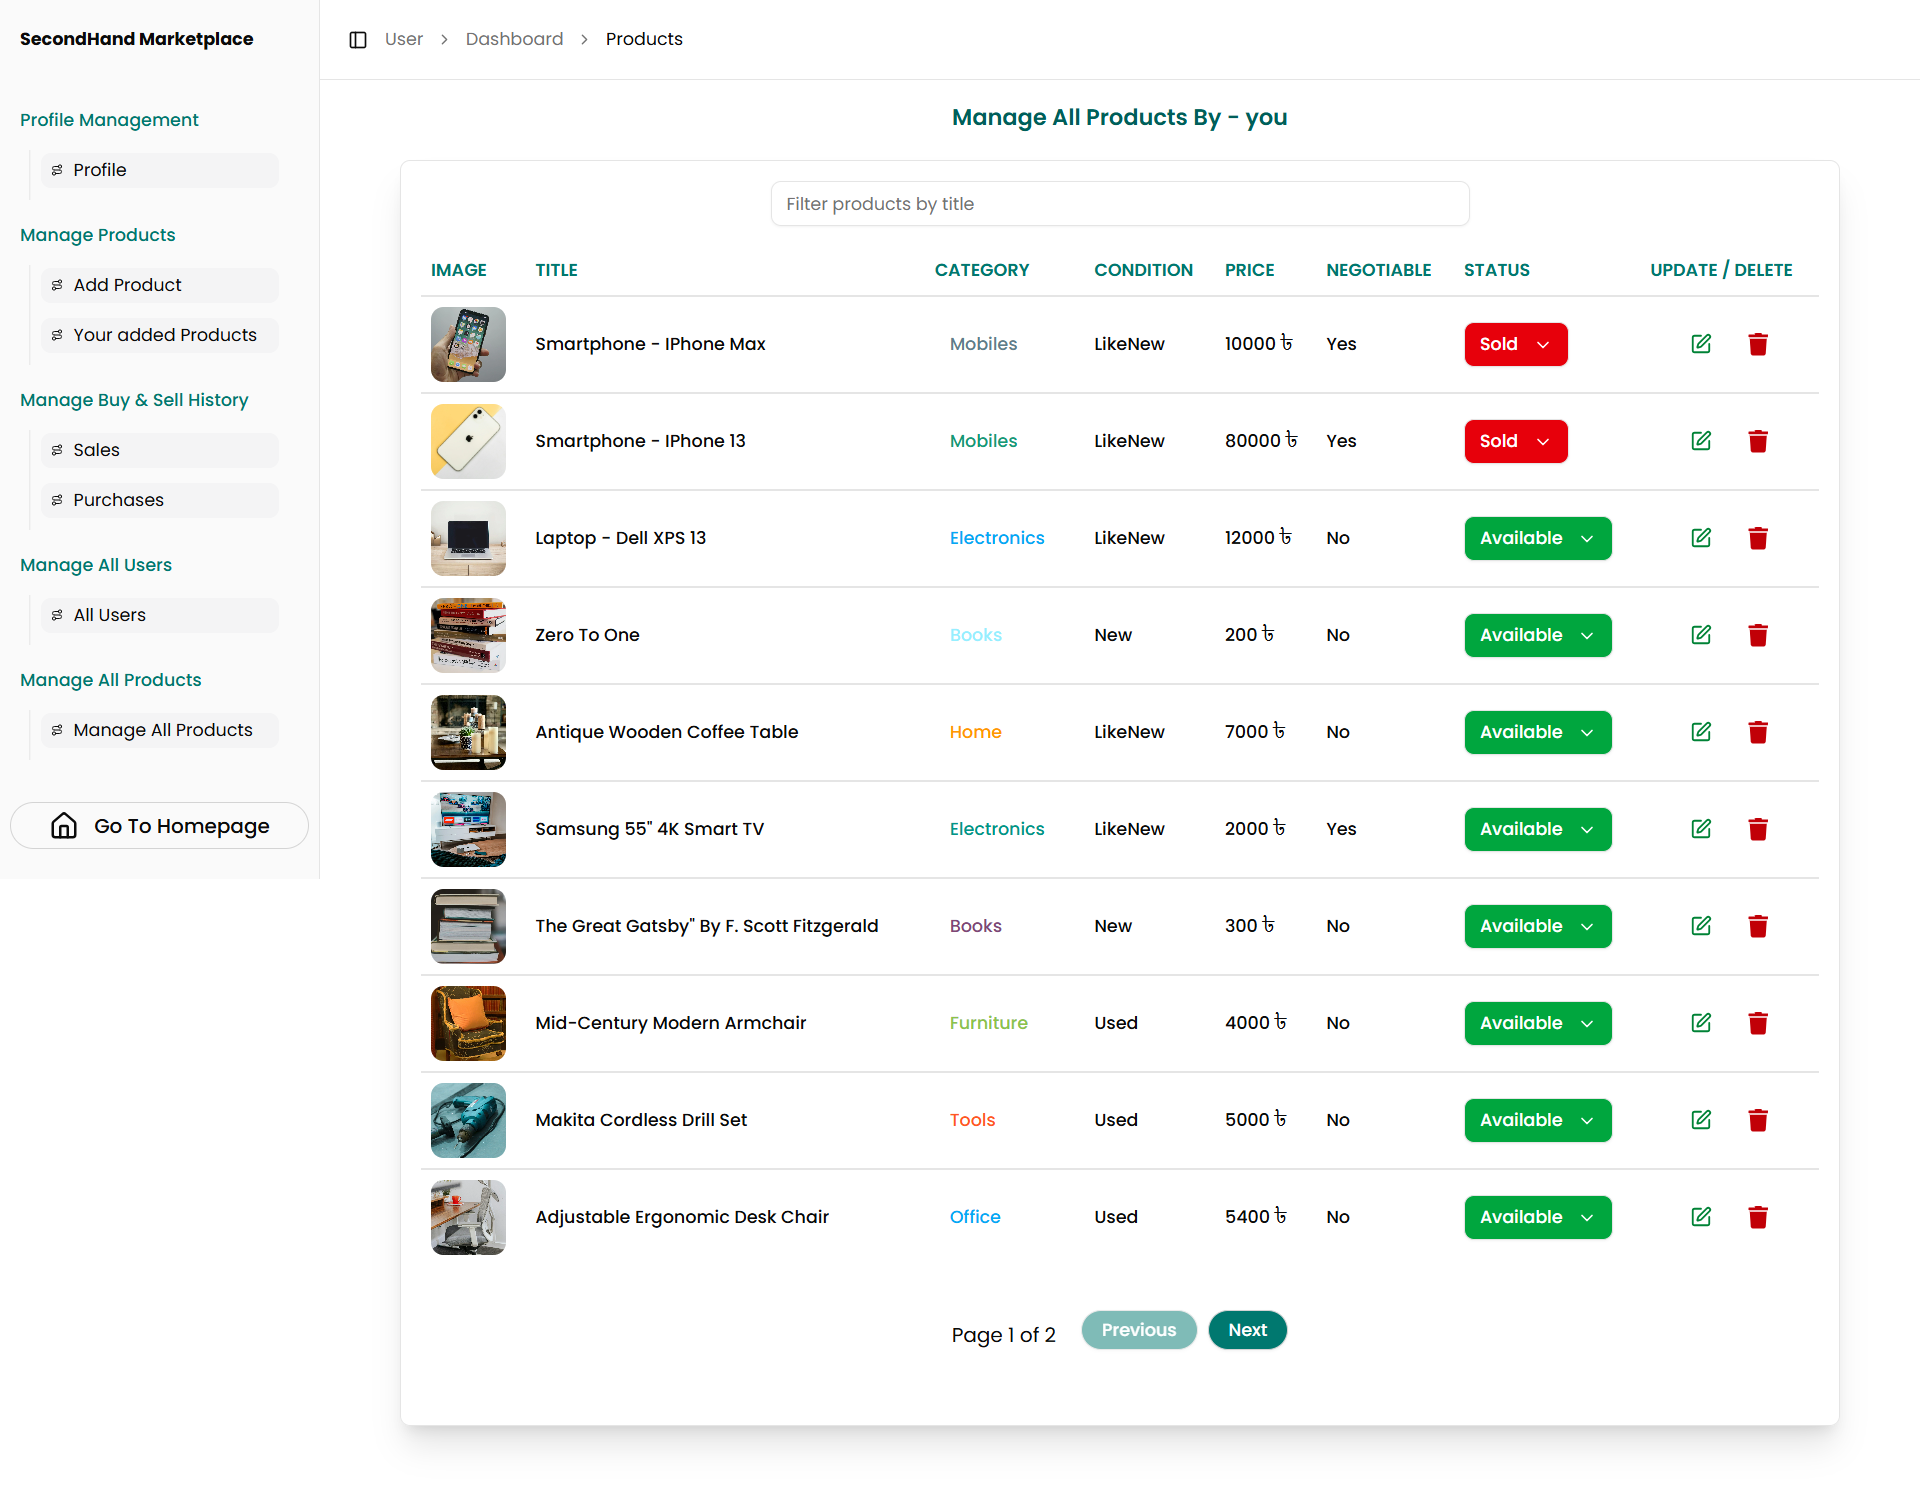 SecondHand Marketplace
User > Dashboard > Products
Profile Management
Profile
Manage Products
Add Product
Your added Products
Manage Buy & Sell History
Sales
Purchases
Manage All Users
All Users
Manage All Products
Manage All Products
Go To Homepage
Manage All Products By - you
Filter products by title
IMAGE TITLE CATEGORY CONDITION PRICE NEGOTIABLE STATUS UPDATE / DELETE
Smartphone - IPhone Max Mobiles LikeNew 10000 ৳ Yes Sold
Smartphone - IPhone 13 Mobiles LikeNew 80000 ৳ Yes Sold
Laptop - Dell XPS 13 Electronics LikeNew 12000 ৳ No Available
Zero To One Books New 200 ৳ No Available
Antique Wooden Coffee Table Home LikeNew 7000 ৳ No Available
Samsung 55" 4K Smart TV Electronics LikeNew 2000 ৳ Yes Available
The Great Gatsby" By F. Scott Fitzgerald Books New 300 ৳ No Available
Mid-Century Modern Armchair Furniture Used 4000 ৳ No Available
Makita Cordless Drill Set Tools Used 5000 ৳ No Available
Adjustable Ergonomic Desk Chair Office Used 5400 ৳ No Available
Page 1 of 2 Previous Next